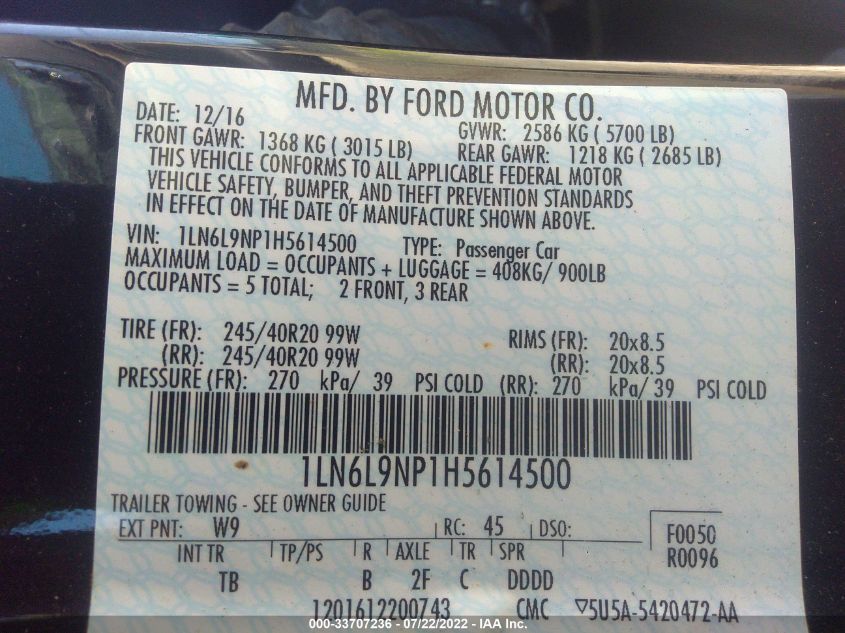 MFD. BY FORD MOTOR CO.
DATE: 12/16 GVWR: 2586 KG ( 5700 LB)
FRONT GAWR: 1368 KG ( 3015 LB) REAR GAWR: 1218 KG ( 2685 LB)
THIS VEHICLE CONFORMS TO ALL APPLICABLE FEDERAL MOTOR
VEHICLE SAFETY, BUMPER, AND THEFT PREVENTION STANDARDS
IN EFFECT ON THE DATE OF MANUFACTURE SHOWN ABOVE.
VIN: 1LN6L9NP1H5614500 TYPE: Passenger Car
MAXIMUM LOAD = OCCUPANTS + LUGGAGE = 408KG/ 900LB
OCCUPANTS = 5 TOTAL; 2 FRONT, 3 REAR
TIRE (FR): 245/40R20 99W RIMS (FR): 20x8.5
(RR): 245/40R20 99W (RR): 20x8.5
PRESSURE (FR): 270 kPa/ 39 PSI COLD (RR): 270 kPa/ 39 PSI COLD
1LN6L9NP1H5614500
TRAILER TOWING - SEE OWNER GUIDE
EXT PNT: W9 RC: 45 DSO: F0050
INT TR TP/PS R AXLE TR SPR R0096
TB B 2F C DDDD
1201612200743 CMC ▽5U5A-5420472-AA
000-33707236 - 07/22/2022 - IAA Inc.